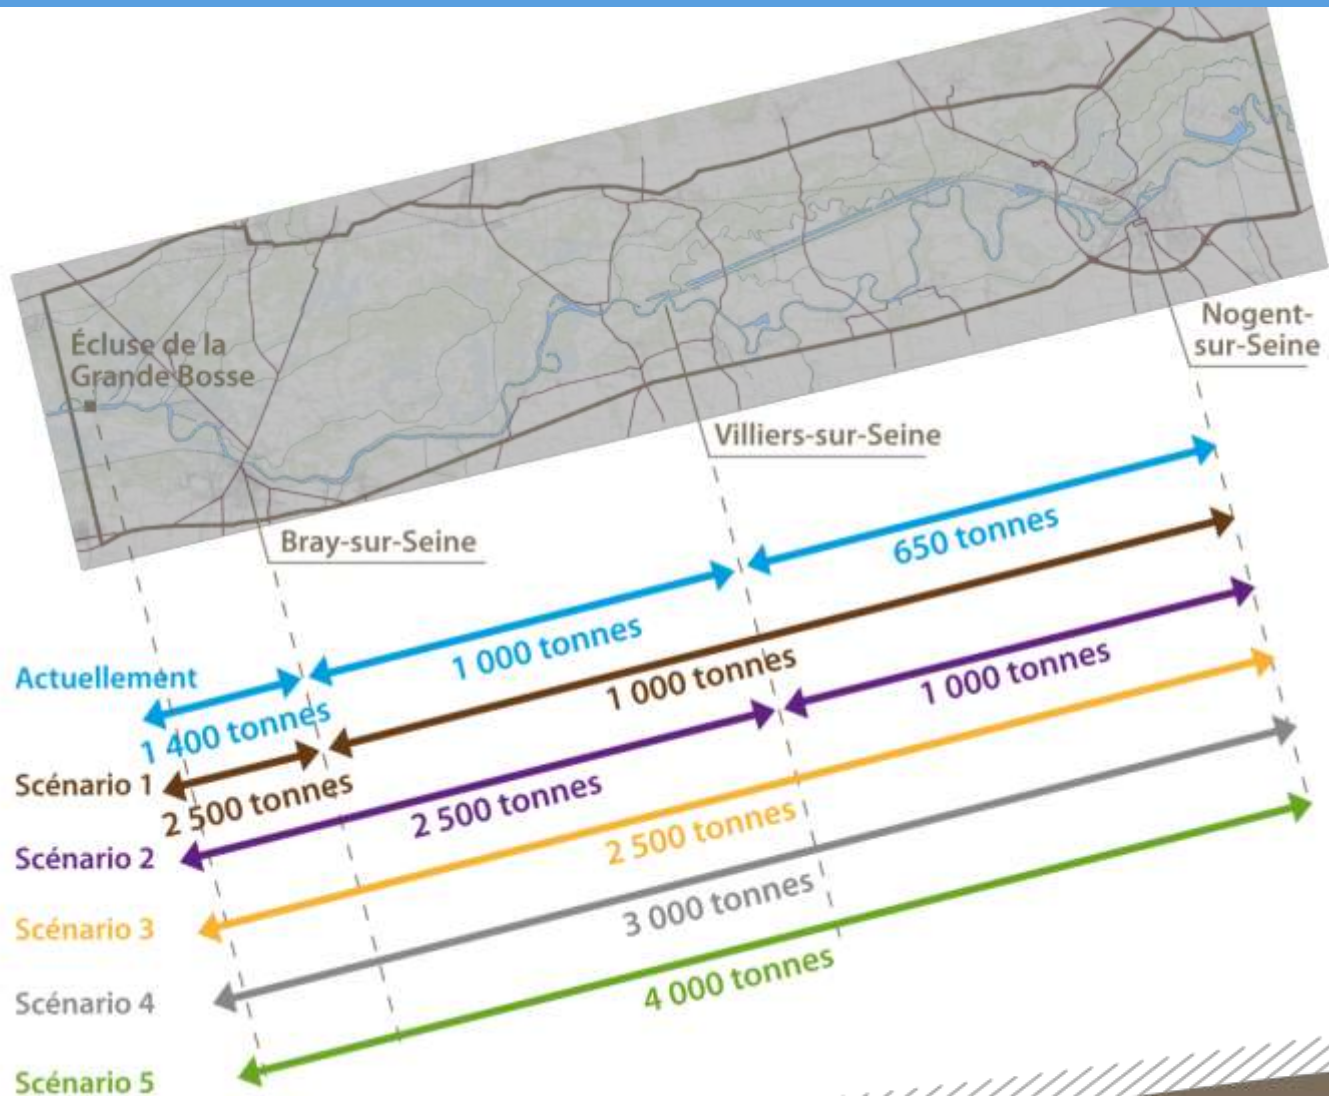 Écluse de la
Grande Bosse
Nogent-
sur-Seine
Villiers-sur-Seine
Bray-sur-Seine
Actuellement
1 400 tonnes
1 000 tonnes
650 tonnes
Scénario 1
2 500 tonnes
1 000 tonnes
Scénario 2
2 500 tonnes
1 000 tonnes
Scénario 3
2 500 tonnes
Scénario 4
3 000 tonnes
Scénario 5
4 000 tonnes